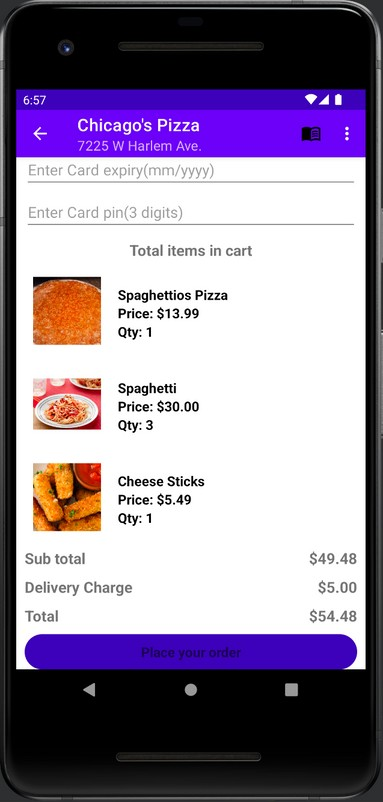 6:57
Chicago's Pizza
7225 W Harlem Ave.
Enter Card expiry(mm/yyyy)
Enter Card pin(3 digits)
Total items in cart
Spaghettios Pizza
Price: $13.99
Qty: 1
Spaghetti
Price: $30.00
Qty: 3
Cheese Sticks
Price: $5.49
Qty: 1
Sub total $49.48
Delivery Charge $5.00
Total $54.48
Place your order